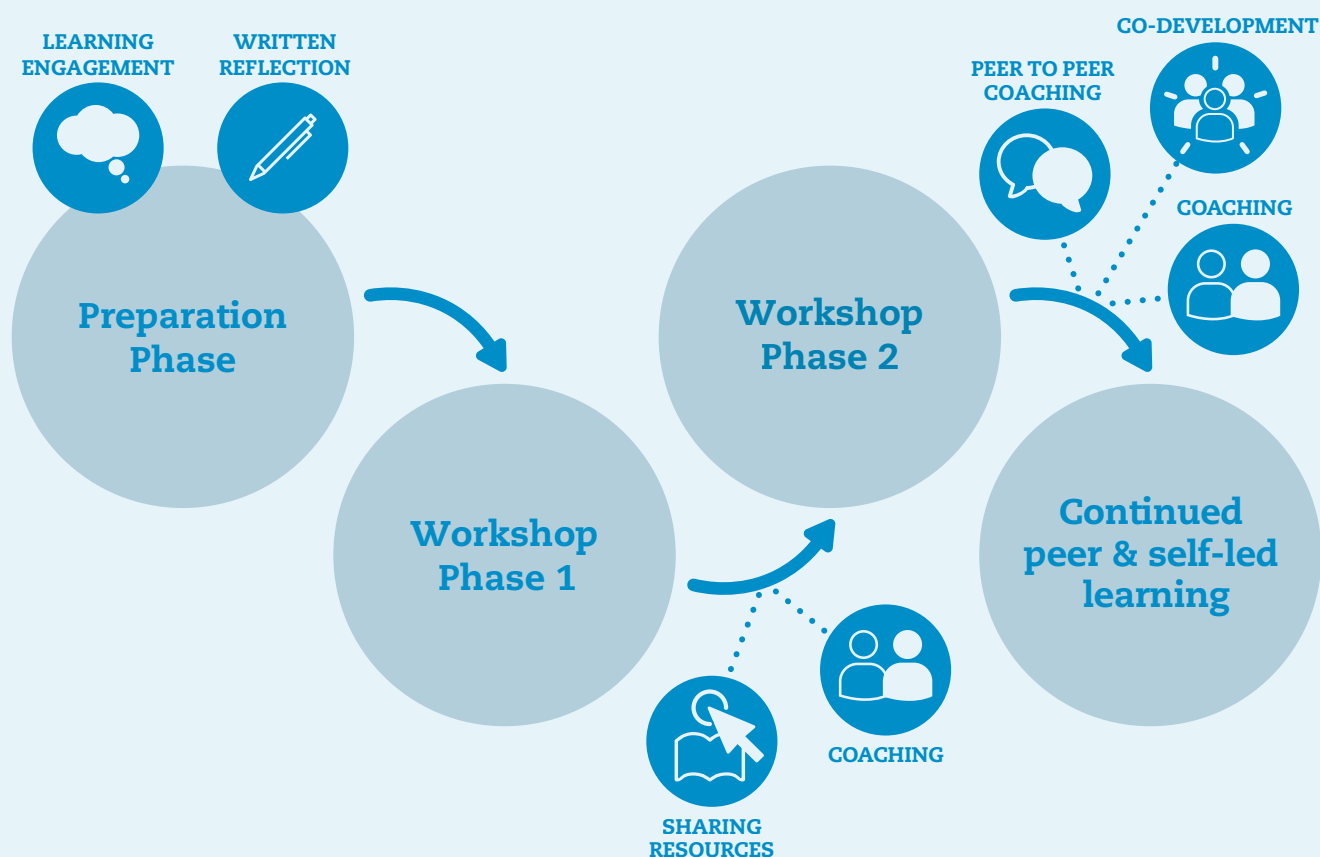 LEARNING
ENGAGEMENT
WRITTEN
REFLECTION
Preparation
Phase
Workshop
Phase 1
SHARING
RESOURCES
COACHING
Workshop
Phase 2
PEER TO PEER
COACHING
CO-DEVELOPMENT
COACHING
Continued
peer & self-led
learning